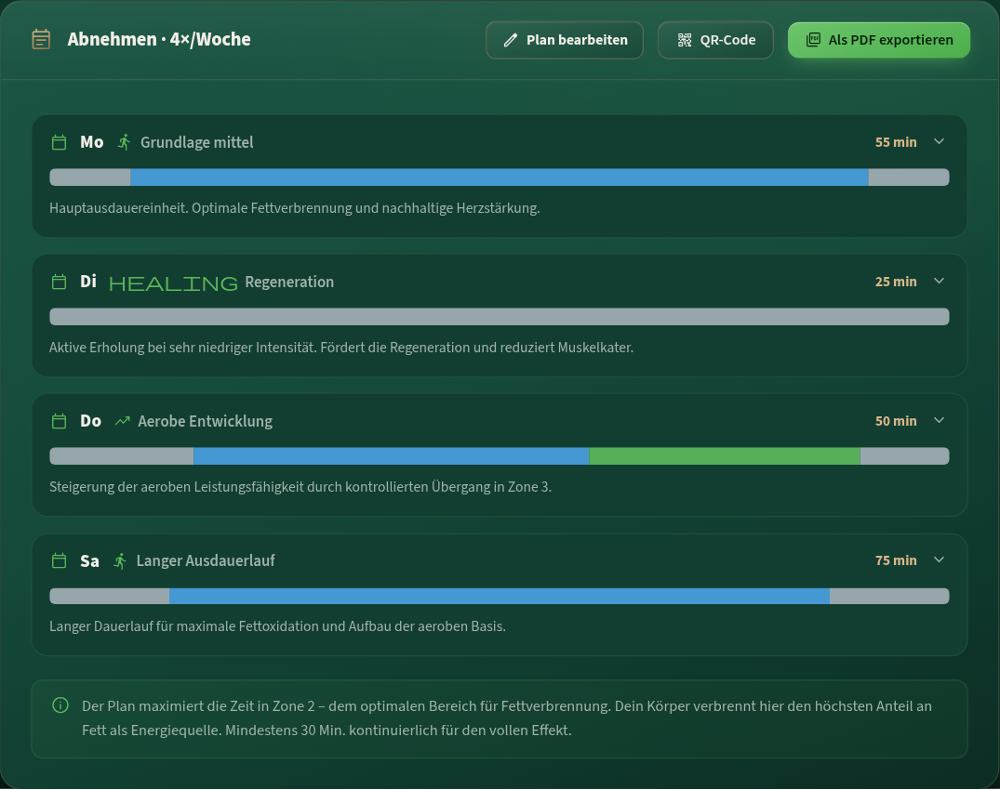 Abnehmen · 4×/Woche
Plan bearbeiten
QR-Code
PDF
Als PDF exportieren
Mo Grundlage mittel 55 min
Hauptausdauereinheit. Optimale Fettverbrennung und nachhaltige Herzstärkung.
Di HEALING Regeneration 25 min
Aktive Erholung bei sehr niedriger Intensität. Fördert die Regeneration und reduziert Muskelkater.
Do Aerobe Entwicklung 50 min
Steigerung der aeroben Leistungsfähigkeit durch kontrollierten Übergang in Zone 3.
Sa Langer Ausdauerlauf 75 min
Langer Dauerlauf für maximale Fettoxidation und Aufbau der aeroben Basis.
Der Plan maximiert die Zeit in Zone 2 – dem optimalen Bereich für Fettverbrennung. Dein Körper verbrennt hier den höchsten Anteil an
Fett als Energiequelle. Mindestens 30 Min. kontinuierlich für den vollen Effekt.